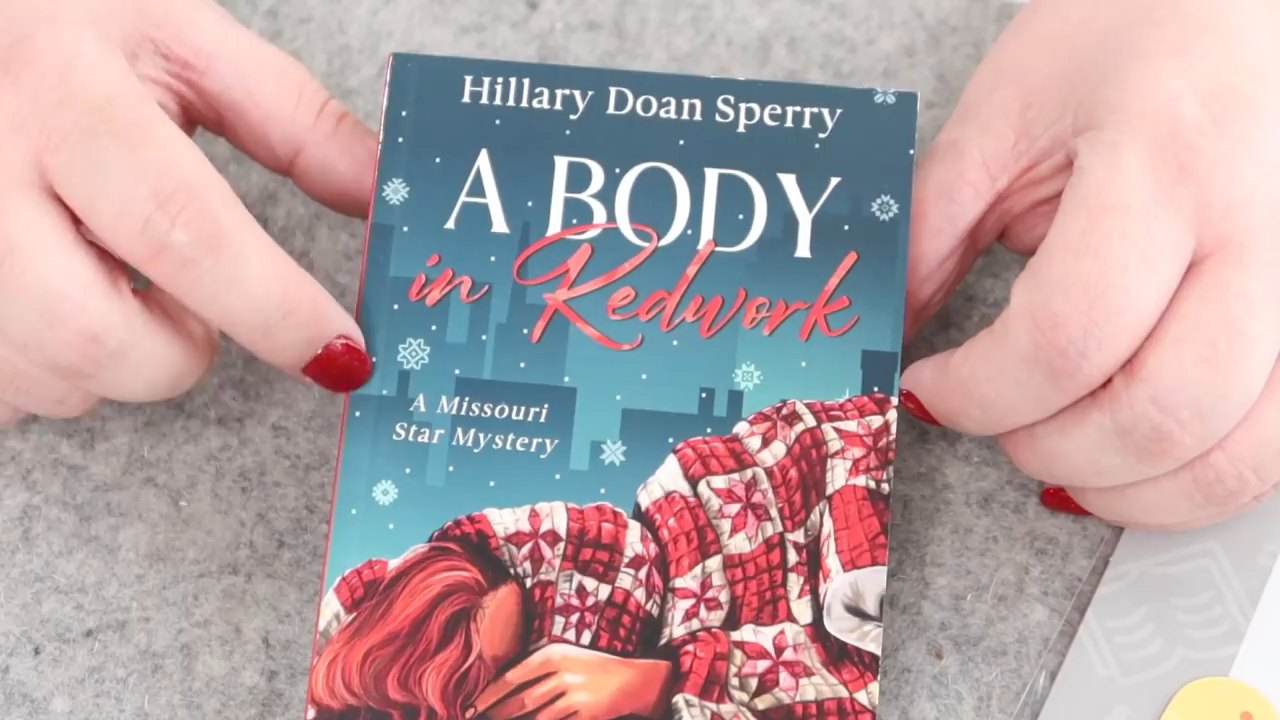 Hillary Doan Sperry
A BODY
in Redwork
A Missouri
Star Mystery